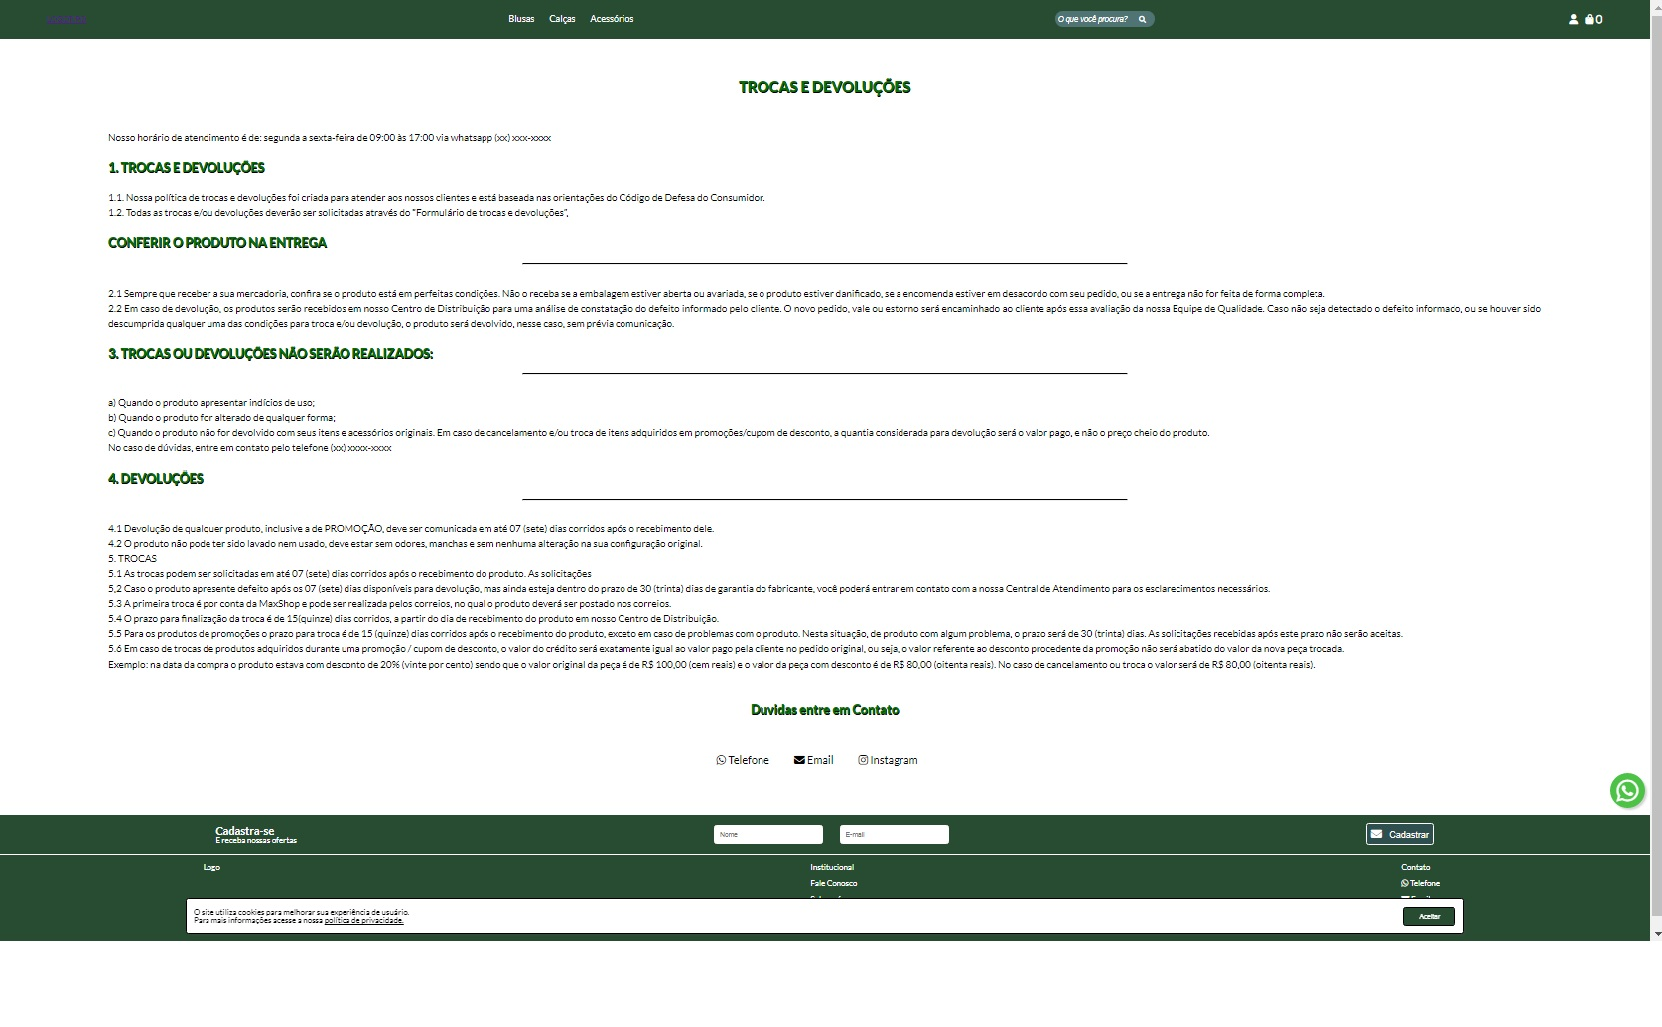 Blusas Calças Acessórios O que você procura? 0
TROCAS E DEVOLUÇÕES
Nosso horário de atencimento é de: segunda a sexta-feira de 09:00 às 17:00 via whatsapp (xx) xxx-xxxx
1. TROCAS E DEVOLUÇÕES
1.1. Nossa política de trocas e devoluções foi criada para atender aos nossos clientes e está baseada nas orientações do Código de Defesa do Consumidor.
1.2. Todas as trocas e/ou devoluções deverão ser solicitadas através do "Formulário de trocas e devoluções",
CONFERIR O PRODUTO NA ENTREGA
2.1 Sempre que receber a sua mercadoria, confira se o produto está em perfeitas condições. Não o receba se a embalagem estiver aberta ou avariada, se o produto estiver danificado, se a encomenda estiver em desacordo com seu pedido, ou se a entrega não for feita de forma completa.
2.2 Em caso de devolução, os produtos serão recebidos em nosso Centro de Distribuição para uma análise de constatação do defeito informado pelo cliente. O novo pedido, vale ou estorno será encaminhado ao cliente após essa avaliação da nossa Equipe de Qualidade. Caso não seja detectado o defeito informado, ou se houver sido
descumprida qualquer uma das condições para troca e/ou devolução, o produto será devolvido, nesse caso, sem prévia comunicação.
3. TROCAS OU DEVOLUÇÕES NÃO SERÃO REALIZADOS:
a) Quando o produto apresentar indícios de uso;
b) Quando o produto for alterado de qualquer forma;
c) Quando o produto não for devolvido com seus itens e acessórios originais. Em caso de cancelamento e/ou troca de itens adquiridos em promoções/cupom de desconto, a quantia considerada para devolução será o valor pago, e não o preço cheio do produto.
No caso de dúvidas, entre em contato pelo telefone (xx) xxxx-xxxx
4. DEVOLUÇÕES
4.1 Devolução de qualquer produto, inclusive a de PROMOÇÃO, deve ser comunicada em até 07 (sete) dias corridos após o recebimento dele.
4.2 O produto não pode ter sido lavado nem usado, deve estar sem odores, manchas e sem nenhuma alteração na sua configuração original.
5. TROCAS
5.1 As trocas podem ser solicitadas em até 07 (sete) dias corridos após o recebimento do produto. As solicitações
5,2 Caso o produto apresente defeito após os 07 (sete) dias disponíveis para devolução, mas ainda esteja dentro do prazo de 30 (trinta) dias de garantia do fabricante, você poderá entrar em contato com a nossa Central de Atendimento para os esclarecimentos necessários.
5.3 A primeira troca é por conta da MaxShop e pode ser realizada pelos correios, no qual o produto deverá ser postado nos correios.
5.4 O prazo para finalização da troca é de 15(quinze) dias corridos, a partir do dia de recebimento do produto em nosso Centro de Distribuição.
5.5 Para os produtos de promoções o prazo para troca é de 15 (quinze) dias corridos após o recebimento do produto, exceto em caso de problemas com o produto. Nesta situação, de produto com algum problema, o prazo será de 30 (trinta) dias. As solicitações recebidas após este prazo não serão aceitas.
5.6 Em caso de trocas de produtos adquiridos durante uma promoção / cupom de desconto, o valor do crédito será exatamente igual ao valor pago pela cliente no pedido original, ou seja, o valor referente ao desconto procedente da promoção não será abatido do valor da nova peça trocada.
Exemplo: na data da compra o produto estava com desconto de 20% (vinte por cento) sendo que o valor original da peça é de R$ 100,00 (cem reais) e o valor da peça com desconto é de R$ 80,00 (oitenta reais). No caso de cancelamento ou troca o valor será de R$ 80,00 (oitenta reais).
Duvidas entre em Contato
Telefone Email Instagram
Cadastra-se
E receba nossas ofertas
Nome E-mail Cadastrar
Logo Institucional Contato
Fale Conosco Telefone
O site utiliza cookies para melhorar sua experiência de usuário.
Para mais informações acesse a nossa política de privacidade.
Aceitar